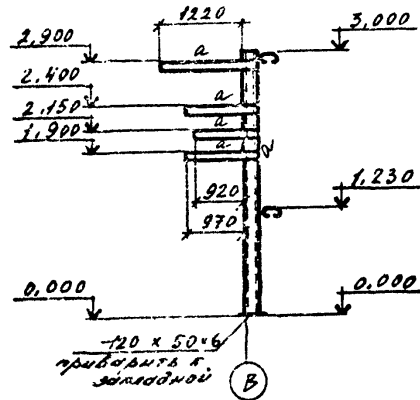 1220
2,900
3,000
a
2.400
a
2.150
a
1,900
a
a
920
1,230
970
0,000
0,000
-120 × 50×6
приварить к
закладной
В